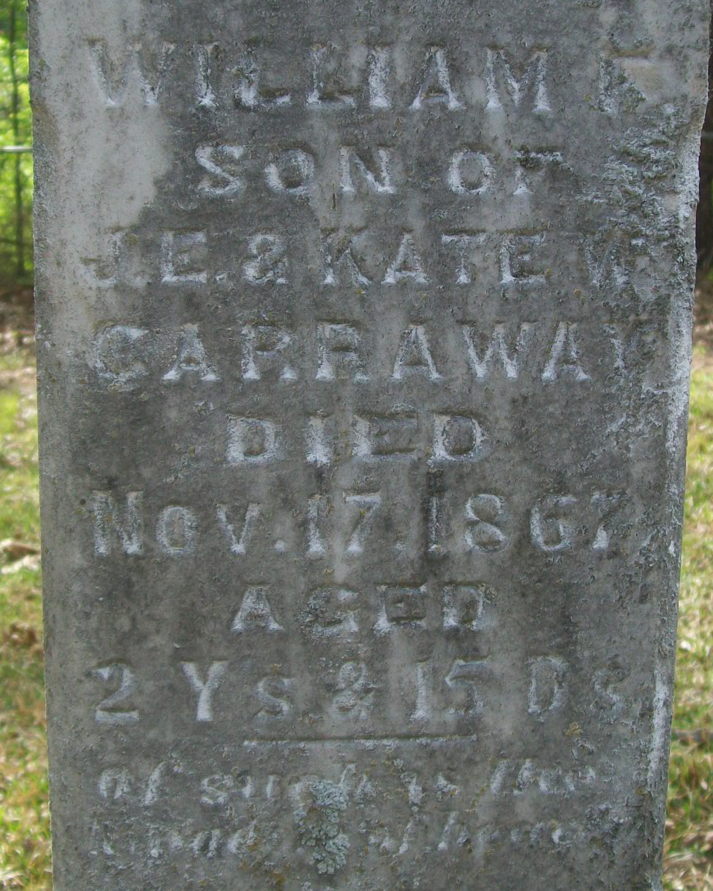 WILLIAM F
SON OF
J.E. & KATE W.
CARRAWAY
DIED
NOV. 17. 1867
AGED
2 Ys. & 15 Ds.
of such is the